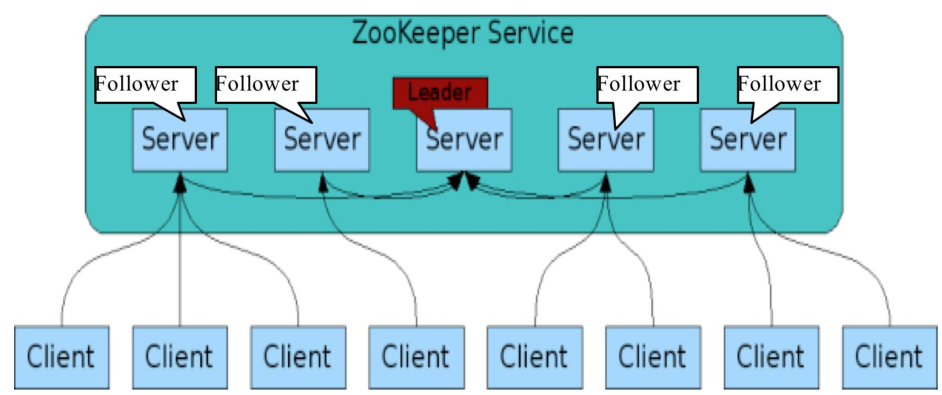 ZooKeeper Service
Follower
Follower
Leader
Follower
Follower
Server
Server
Server
Server
Server
Client
Client
Client
Client
Client
Client
Client
Client